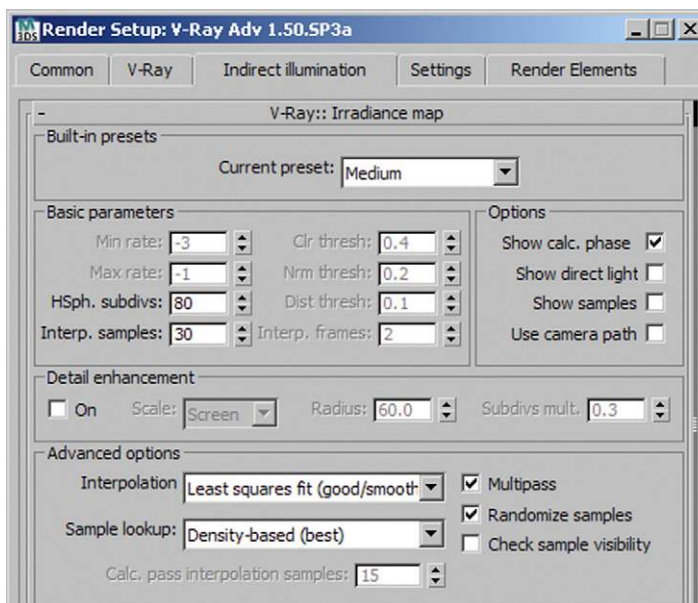 Render Setup: V-Ray Adv 1.50.SP3a
Common V-Ray Indirect illumination Settings Render Elements
- V-Ray:: Irradiance map
Built-in presets
Current preset: Medium
Basic parameters
Min rate: -3 Clr thresh: 0.4
Max rate: -1 Nrm thresh: 0.2
HSph. subdivs: 80 Dist thresh: 0.1
Interp. samples: 30 Interp. frames: 2
Options
Show calc. phase
Show direct light
Show samples
Use camera path
Detail enhancement
On Scale: Screen Radius: 60.0 Subdivs mult. 0.3
Advanced options
Interpolation Least squares fit (good/smooth
Sample lookup: Density-based (best)
Calc. pass interpolation samples: 15
Multipass
Randomize samples
Check sample visibility